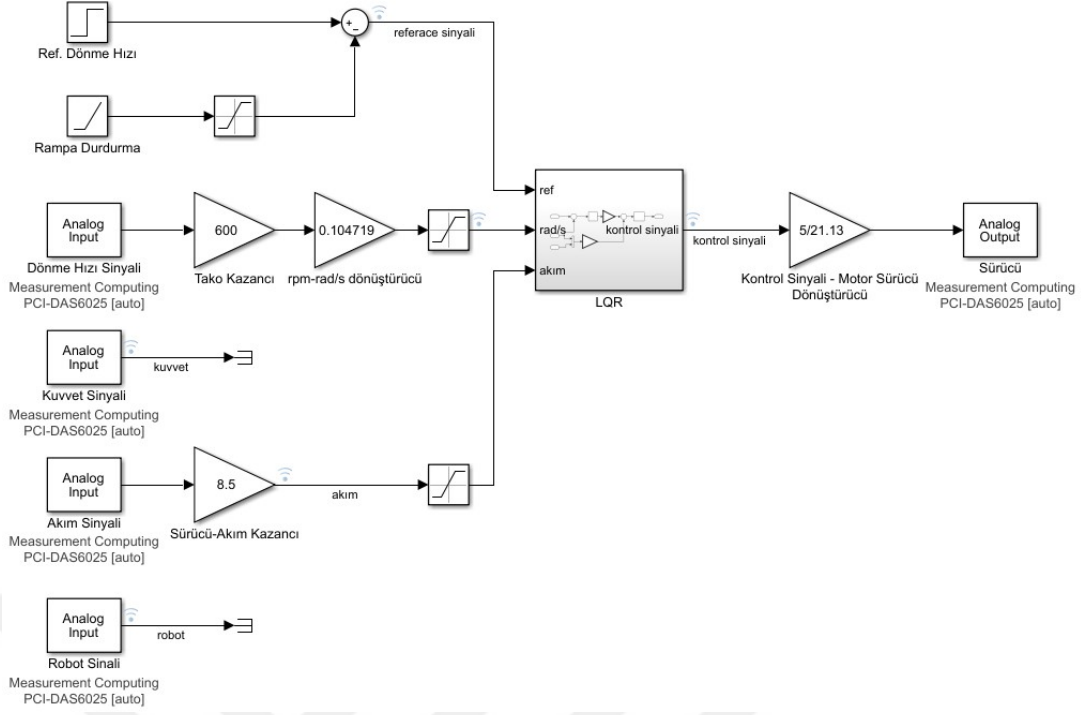 +
−
referace sinyali
Ref. Dönme Hızı
Rampa Durdurma
Analog
Input
Dönme Hızı Sinyali
Measurement Computing
PCI-DAS6025 [auto]
600
Tako Kazancı
0.104719
rpm-rad/s dönüştürücü
ref
rad/s
akım
kontrol sinyali
LQR
kontrol sinyali
5/21.13
Kontrol Sinyali - Motor Sürücü
Dönüştürücü
Analog
Output
Sürücü
Measurement Computing
PCI-DAS6025 [auto]
Analog
Input
kuvvet
Kuvvet Sinyali
Measurement Computing
PCI-DAS6025 [auto]
Analog
Input
Akım Sinyali
Measurement Computing
PCI-DAS6025 [auto]
8.5
Sürücü-Akım Kazancı
akım
Analog
Input
robot
Robot Sinali
Measurement Computing
PCI-DAS6025 [auto]